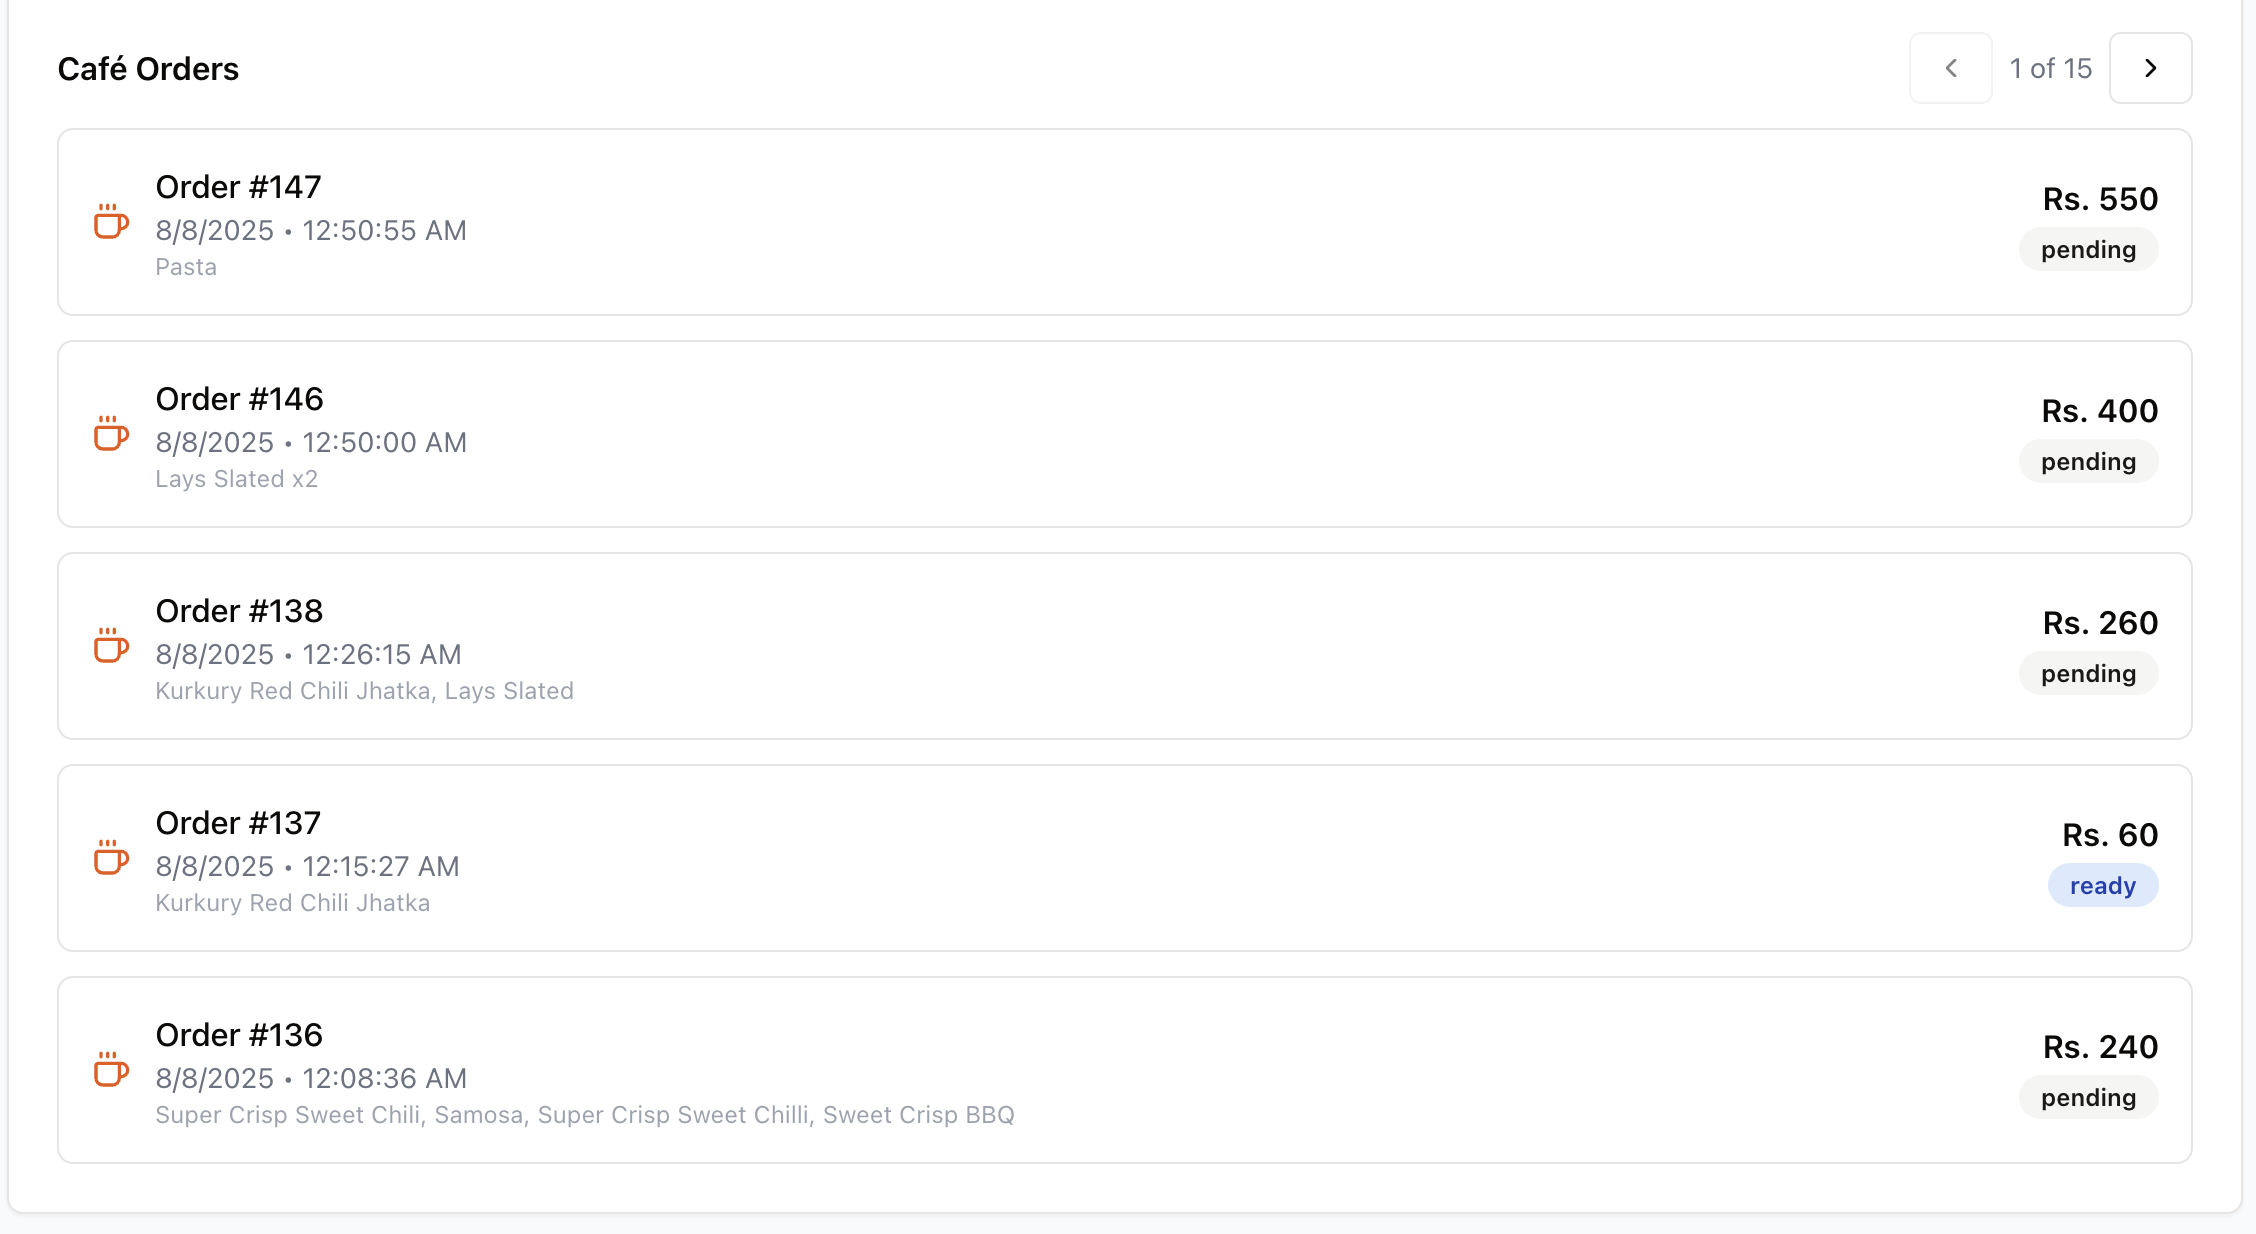 Café Orders
1 of 15
Order #147
8/8/2025 • 12:50:55 AM
Pasta
Rs. 550
pending
Order #146
8/8/2025 • 12:50:00 AM
Lays Slated x2
Rs. 400
pending
Order #138
8/8/2025 • 12:26:15 AM
Kurkury Red Chili Jhatka, Lays Slated
Rs. 260
pending
Order #137
8/8/2025 • 12:15:27 AM
Kurkury Red Chili Jhatka
Rs. 60
ready
Order #136
8/8/2025 • 12:08:36 AM
Super Crisp Sweet Chili, Samosa, Super Crisp Sweet Chilli, Sweet Crisp BBQ
Rs. 240
pending